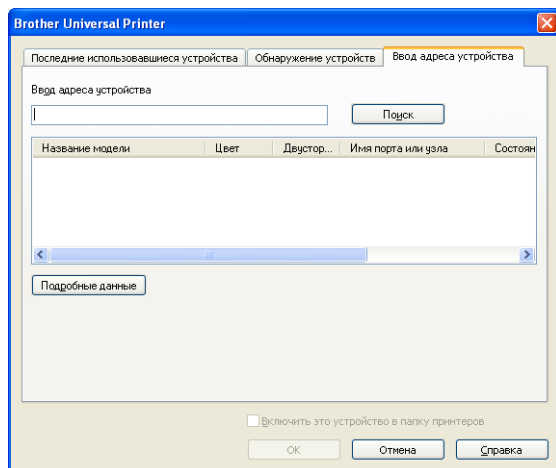 Brother Universal Printer
Последние использовавшиеся устройства Обнаружение устройств Ввод адреса устройства
Ввод адреса устройства
Поиск
Название модели Цвет Двустор... Имя порта или узла Состоян
Подробные данные
Включить это устройство в папку принтеров
OK Отмена Справка